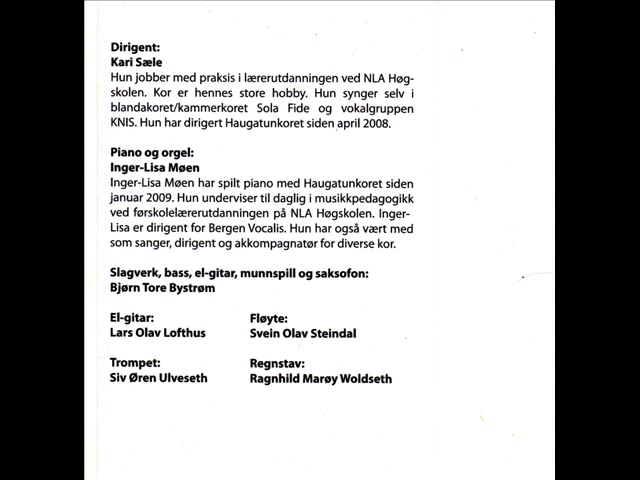 Dirigent:
Kari Sæle
Hun jobber med praksis i lærerutdanningen ved NLA Høg-
skolen. Kor er hennes store hobby. Hun synger selv i
blandakoret/kammerkoret Sola Fide og vokalgruppen
KNIS. Hun har dirigert Haugatunkoret siden april 2008.
Piano og orgel:
Inger-Lisa Møen
Inger-Lisa Møen har spilt piano med Haugatunkoret siden
januar 2009. Hun underviser til daglig i musikkpedagogikk
ved førskolelærerutdanningen på NLA Høgskolen. Inger-
Lisa er dirigent for Bergen Vocalis. Hun har også vært med
som sanger, dirigent og akkompagnatør for diverse kor.
Slagverk, bass, el-gitar, munnspill og saksofon:
Bjørn Tore Bystrøm
El-gitar: Fløyte:
Lars Olav Lofthus Svein Olav Steindal
Trompet: Regnstav:
Siv Øren Ulveseth Ragnhild Marøy Woldseth